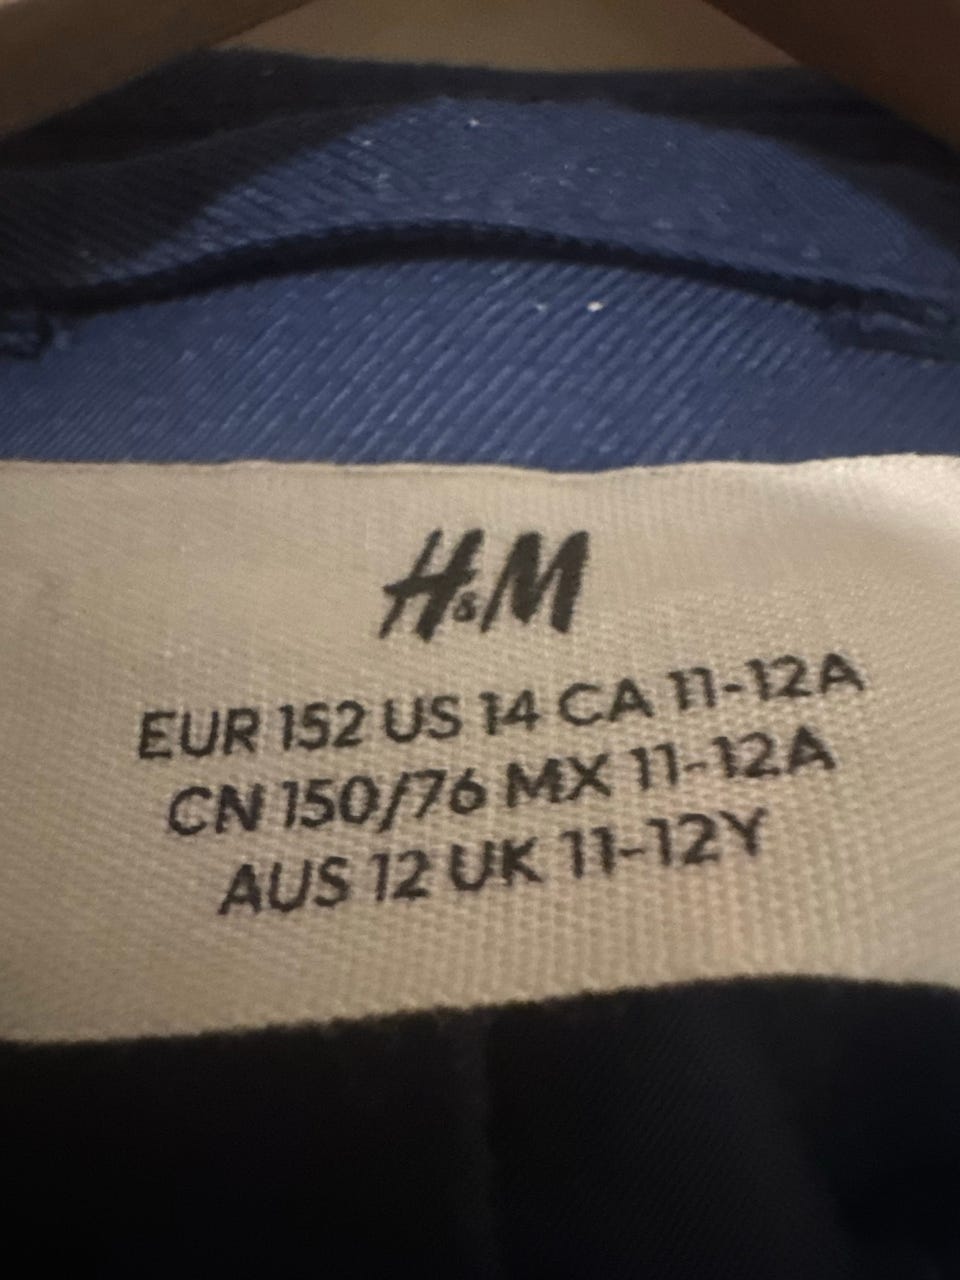 H&M
EUR 152 US 14 CA 11-12A
CN 150/76 MX 11-12A
AUS 12 UK 11-12Y